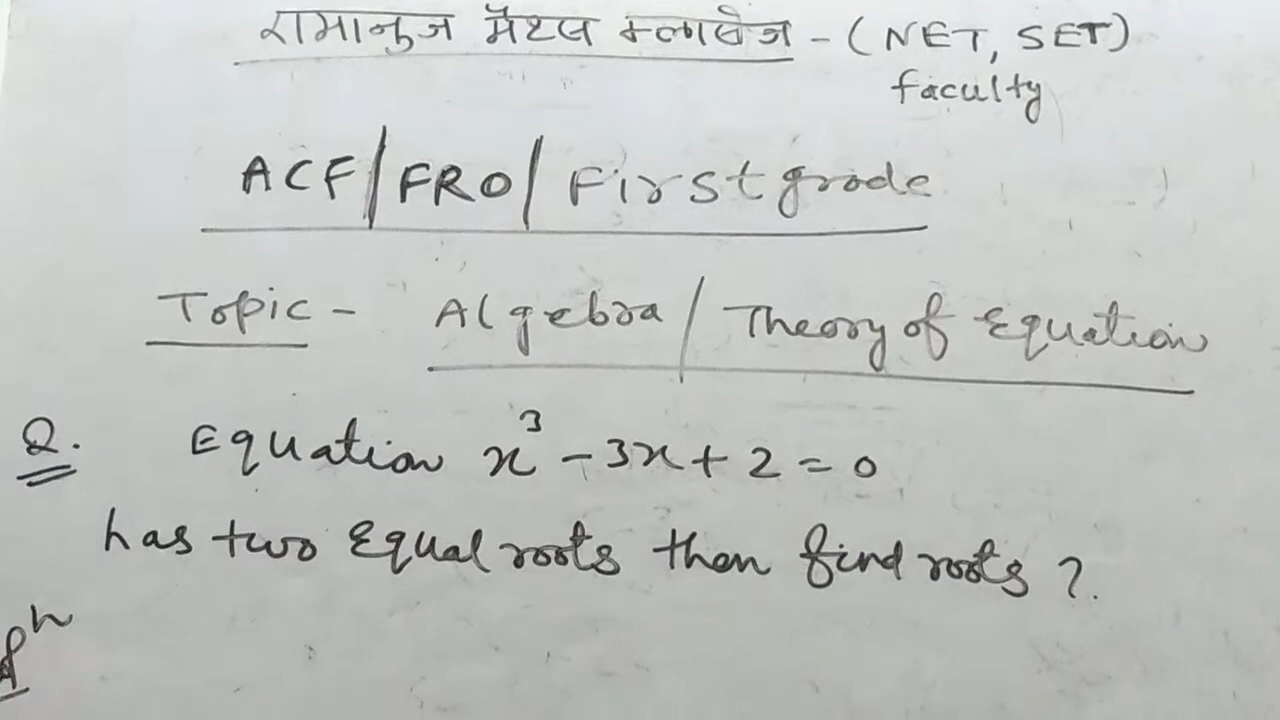 रामानुज मैथ्स क्लासेज - (NET, SET)
faculty
ACF/FRO/First grade
Topic - Algebra/Theory of Equation
Q. Equation x³ - 3x + 2 = 0
has two Equal roots then find roots ?